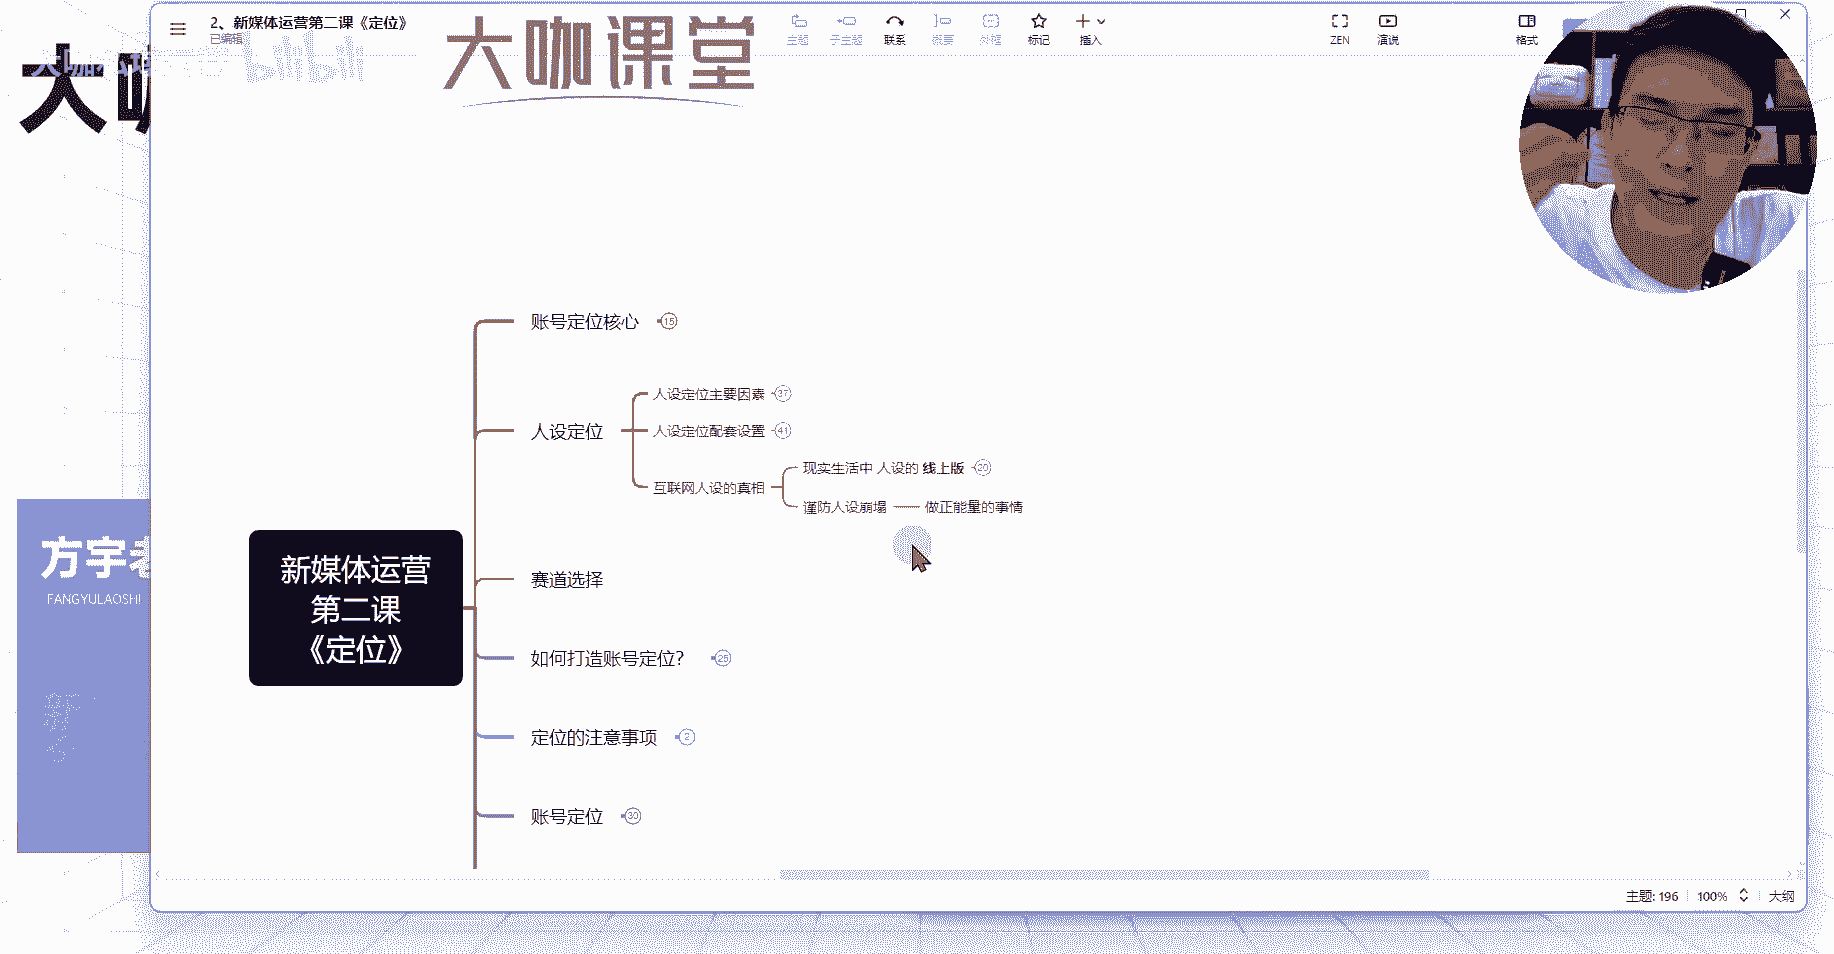 2、新媒体运营第二课《定位》
已编辑
主题
子主题
联系
概要
外框
标记
插入
ZEN
演说
格式
大咖课堂
bilibili
大咖
方宇老
FANGYULAOSHI
新媒体运营
第二课
《定位》
账号定位核心 15
人设定位
人设定位主要因素 37
人设定位配套设置 41
互联网人设的真相
现实生活中 人设的 线上版 20
谨防人设崩塌
做正能量的事情
赛道选择
如何打造账号定位？ 25
定位的注意事项 2
账号定位 30
主题: 196
100%
大纲